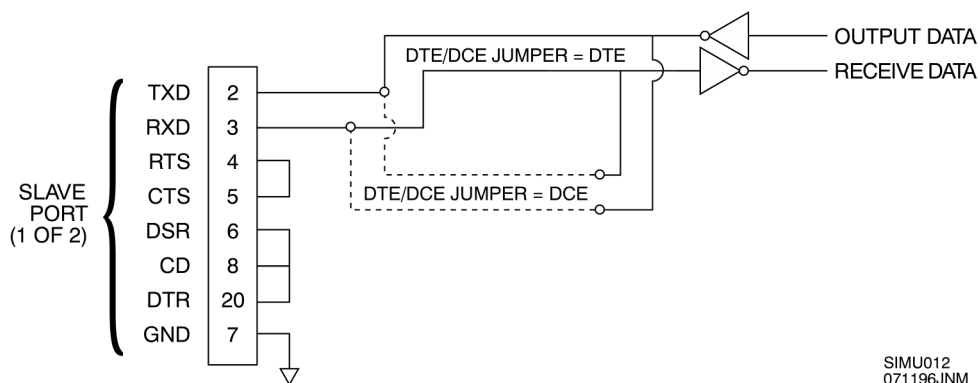 OUTPUT DATA
DTE/DCE JUMPER = DTE
RECEIVE DATA
TXD 2
RXD 3
RTS 4
SLAVE
PORT
(1 OF 2)
CTS 5
DTE/DCE JUMPER = DCE
DSR 6
CD 8
DTR 20
GND 7
SIMU012
071196JNM